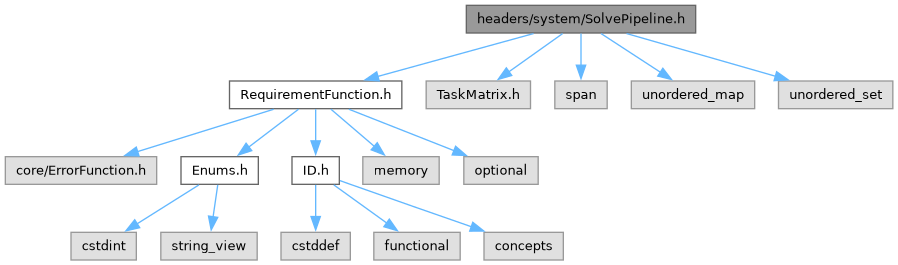 headers/system/SolvePipeline.h
RequirementFunction.h
TaskMatrix.h
span
unordered_map
unordered_set
core/ErrorFunction.h
Enums.h
ID.h
memory
optional
cstdint
string_view
cstddef
functional
concepts